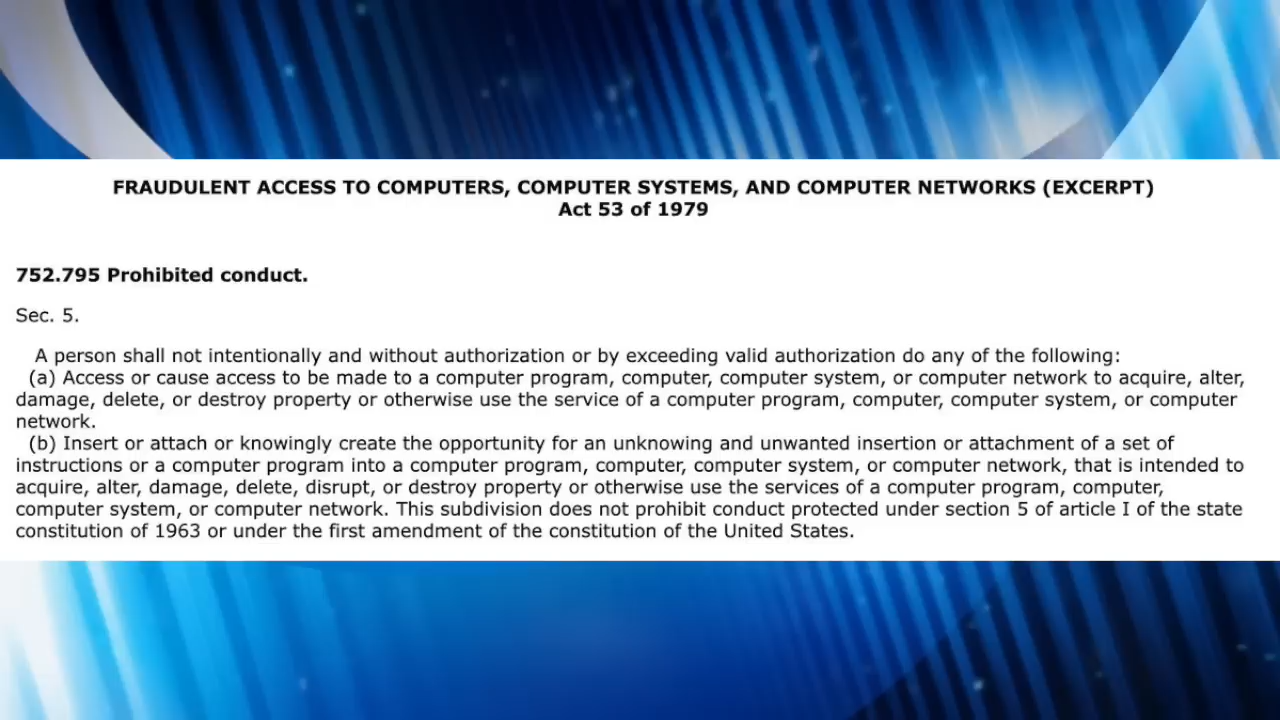 FRAUDULENT ACCESS TO COMPUTERS, COMPUTER SYSTEMS, AND COMPUTER NETWORKS (EXCERPT)
Act 53 of 1979
752.795 Prohibited conduct.
Sec. 5.
A person shall not intentionally and without authorization or by exceeding valid authorization do any of the following:
(a) Access or cause access to be made to a computer program, computer, computer system, or computer network to acquire, alter,
damage, delete, or destroy property or otherwise use the service of a computer program, computer, computer system, or computer
network.
(b) Insert or attach or knowingly create the opportunity for an unknowing and unwanted insertion or attachment of a set of
instructions or a computer program into a computer program, computer, computer system, or computer network, that is intended to
acquire, alter, damage, delete, disrupt, or destroy property or otherwise use the services of a computer program, computer,
computer system, or computer network. This subdivision does not prohibit conduct protected under section 5 of article I of the state
constitution of 1963 or under the first amendment of the constitution of the United States.